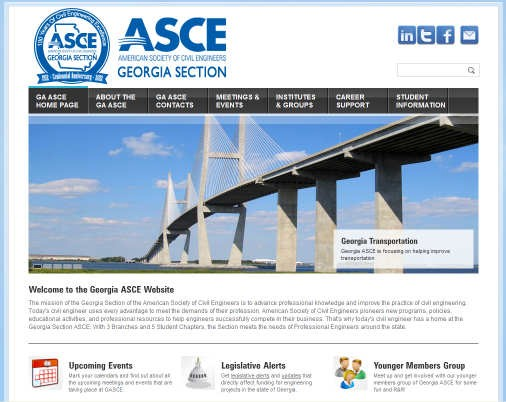 100 Years Of Civil Engineering Excellence
ASCE
GEORGIA SECTION
Centennial Anniversary
ASCE
AMERICAN SOCIETY OF CIVIL ENGINEERS
GEORGIA SECTION
GA ASCE HOME PAGE
ABOUT THE GA ASCE
GA ASCE CONTACTS
MEETINGS & EVENTS
INSTITUTES & GROUPS
CAREER SUPPORT
STUDENT INFORMATION
Georgia Transportation
Georgia ASCE is focusing on helping improve
transportation
Welcome to the Georgia ASCE Website
The mission of the Georgia Section of the American Society of Civil Engineers is to advance professional knowledge and improve the practice of civil engineering.
Today's civil engineer uses every advantage to meet the demands of their profession. American Society of Civil Engineers pioneers new programs, policies,
educational activities, and professional resources to help engineers successfully compete in their business. That's why today's civil engineer has a home at the
Georgia Section ASCE. With 3 Branches and 5 Student Chapters, the Section meets the needs of Professional Engineers around the state.
Upcoming Events
Mark your calendars and find out about all
the upcoming meetings and events that are
taking place at GASCE.
Legislative Alerts
Get legislative alerts and updates that
directly affect funding for engineering
projects in the state of Georgia.
Younger Members Group
Meet up and get evolved with our younger
members group of Georgia ASCE for some
fun and R&R!